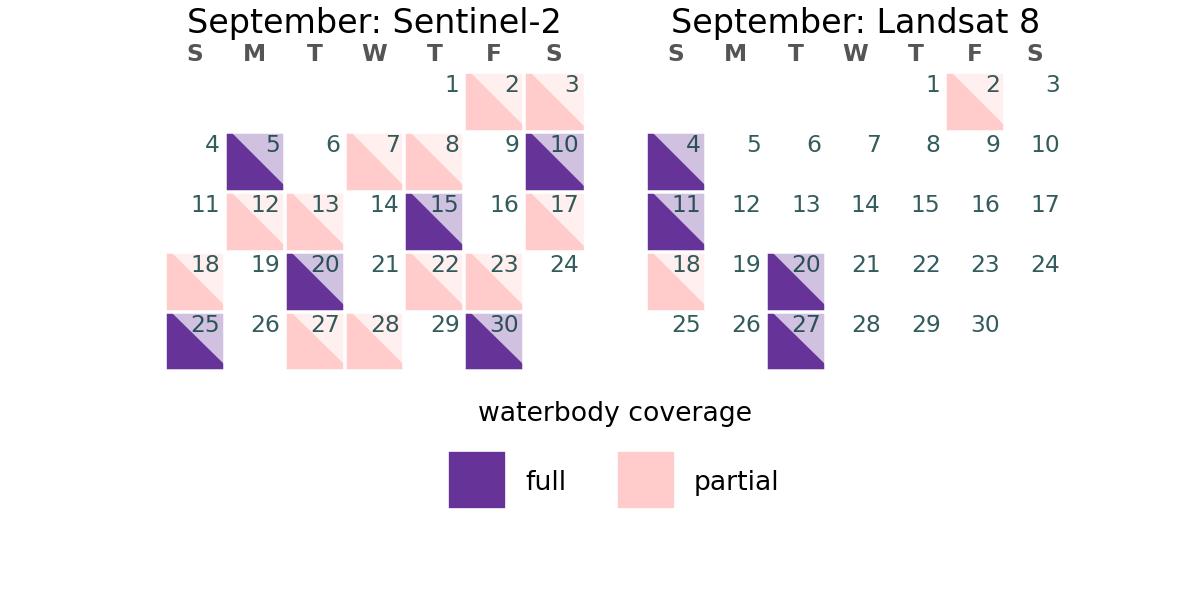 September: Sentinel-2
S M T W T F S
1 2 3
4 5 6 7 8 9 10
11 12 13 14 15 16 17
18 19 20 21 22 23 24
25 26 27 28 29 30
September: Landsat 8
S M T W T F S
1 2 3
4 5 6 7 8 9 10
11 12 13 14 15 16 17
18 19 20 21 22 23 24
25 26 27 28 29 30
waterbody coverage
full partial